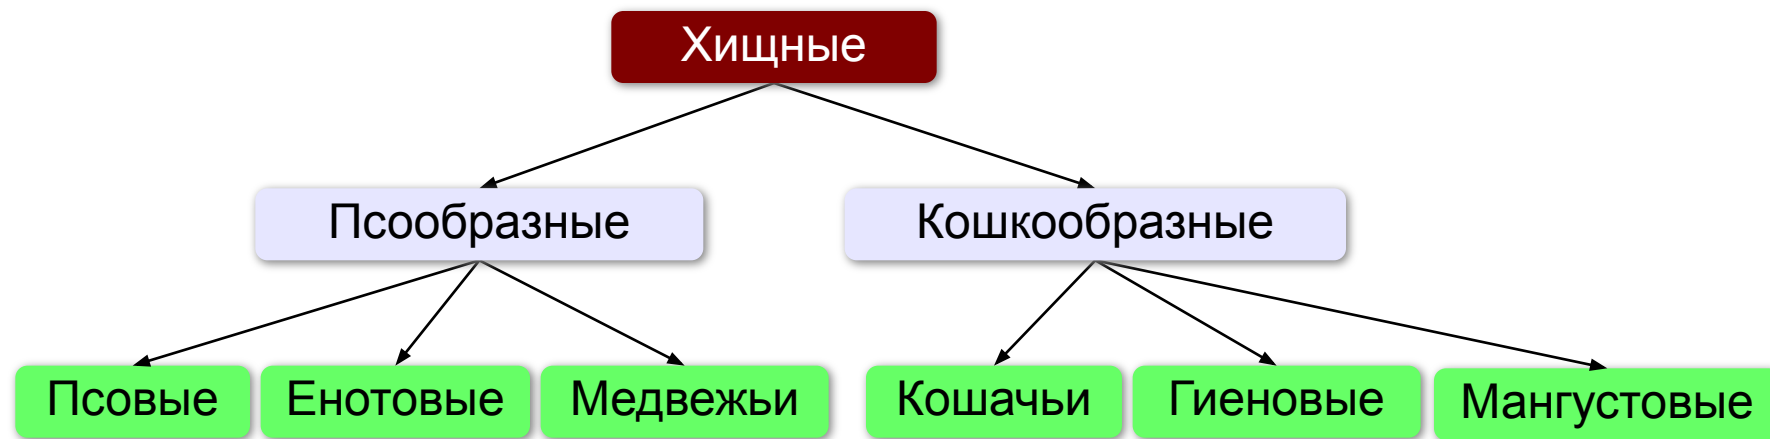 Хищные
Псообразные
Кошкообразные
Псовые
Енотовые
Медвежьи
Кошачьи
Гиеновые
Мангустовые